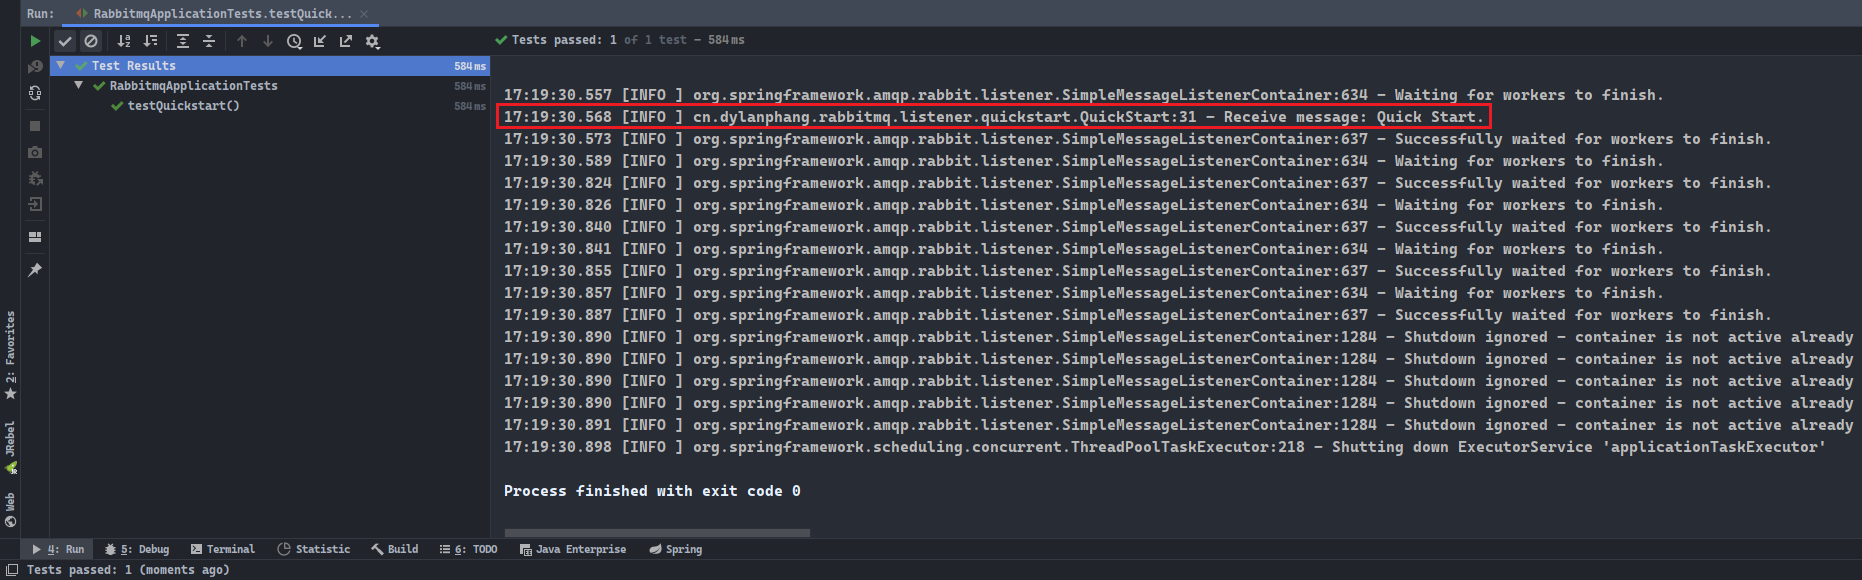 Run: RabbitmqApplicationTests.testQuick... ×
Tests passed: 1 of 1 test – 584 ms
Test Results 584 ms
RabbitmqApplicationTests 584 ms
testQuickstart() 584 ms
17:19:30.557 [INFO ] org.springframework.amqp.rabbit.listener.SimpleMessageListenerContainer:634 - Waiting for workers to finish.
17:19:30.568 [INFO ] cn.dylanphang.rabbitmq.listener.quickstart.QuickStart:31 - Receive message: Quick Start.
17:19:30.573 [INFO ] org.springframework.amqp.rabbit.listener.SimpleMessageListenerContainer:637 - Successfully waited for workers to finish.
17:19:30.589 [INFO ] org.springframework.amqp.rabbit.listener.SimpleMessageListenerContainer:634 - Waiting for workers to finish.
17:19:30.824 [INFO ] org.springframework.amqp.rabbit.listener.SimpleMessageListenerContainer:637 - Successfully waited for workers to finish.
17:19:30.826 [INFO ] org.springframework.amqp.rabbit.listener.SimpleMessageListenerContainer:634 - Waiting for workers to finish.
17:19:30.840 [INFO ] org.springframework.amqp.rabbit.listener.SimpleMessageListenerContainer:637 - Successfully waited for workers to finish.
17:19:30.841 [INFO ] org.springframework.amqp.rabbit.listener.SimpleMessageListenerContainer:634 - Waiting for workers to finish.
17:19:30.855 [INFO ] org.springframework.amqp.rabbit.listener.SimpleMessageListenerContainer:637 - Successfully waited for workers to finish.
17:19:30.857 [INFO ] org.springframework.amqp.rabbit.listener.SimpleMessageListenerContainer:634 - Waiting for workers to finish.
17:19:30.887 [INFO ] org.springframework.amqp.rabbit.listener.SimpleMessageListenerContainer:637 - Successfully waited for workers to finish.
17:19:30.890 [INFO ] org.springframework.amqp.rabbit.listener.SimpleMessageListenerContainer:1284 - Shutdown ignored - container is not active already
17:19:30.890 [INFO ] org.springframework.amqp.rabbit.listener.SimpleMessageListenerContainer:1284 - Shutdown ignored - container is not active already
17:19:30.890 [INFO ] org.springframework.amqp.rabbit.listener.SimpleMessageListenerContainer:1284 - Shutdown ignored - container is not active already
17:19:30.890 [INFO ] org.springframework.amqp.rabbit.listener.SimpleMessageListenerContainer:1284 - Shutdown ignored - container is not active already
17:19:30.891 [INFO ] org.springframework.amqp.rabbit.listener.SimpleMessageListenerContainer:1284 - Shutdown ignored - container is not active already
17:19:30.898 [INFO ] org.springframework.scheduling.concurrent.ThreadPoolTaskExecutor:218 - Shutting down ExecutorService 'applicationTaskExecutor'
Process finished with exit code 0
2: Favorites
JRebel
Web
4: Run 5: Debug Terminal Statistic Build 6: TODO Java Enterprise Spring
Tests passed: 1 (moments ago)